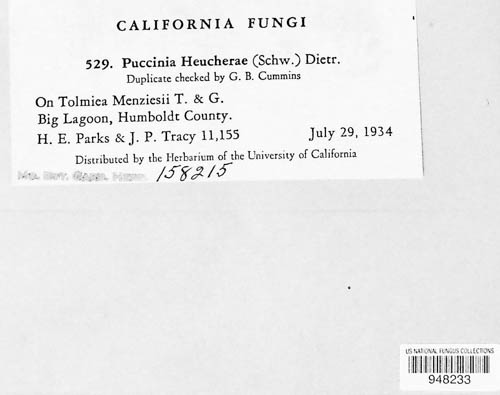 CALIFORNIA FUNGI
529. Puccinia Heucherae (Schw.) Dietr.
Duplicate checked by G. B. Cummins
On Tolmica Menziesii T. & G.
Big Lagoon, Humboldt County.
H. E. Parks & J. P. Tracy 11,155 July 29, 1934
Distributed by the Herbarium of the University of California
158215
US NATIONAL FUNGUS COLLECTIONS
948233